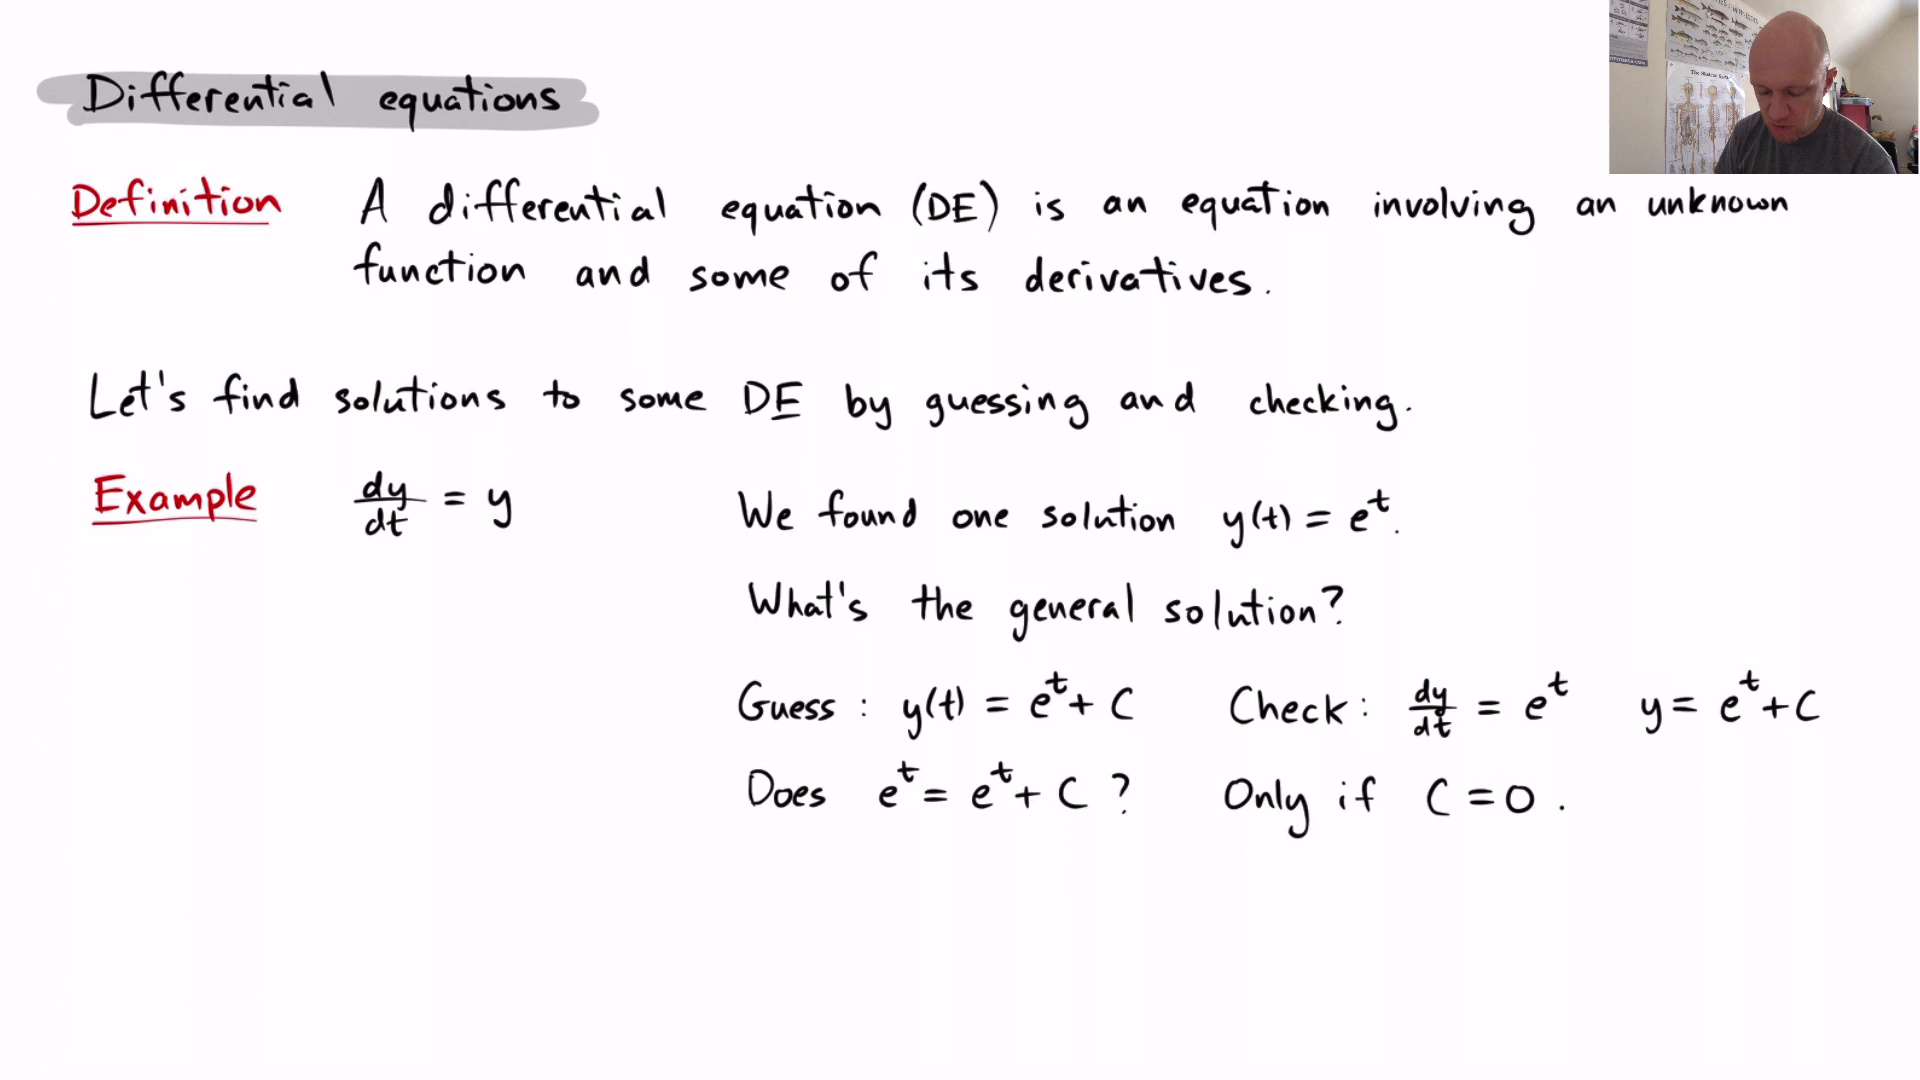 Differential equations
Definition A differential equation (DE) is an equation involving an unknown
function and some of its derivatives.
Let's find solutions to some DE by guessing and checking.
Example dy/dt = y We found one solution y(t) = e^t.
What's the general solution?
Guess : y(t) = e^t + C Check : dy/dt = e^t y = e^t + C
Does e^t = e^t + C ? Only if C = 0 .